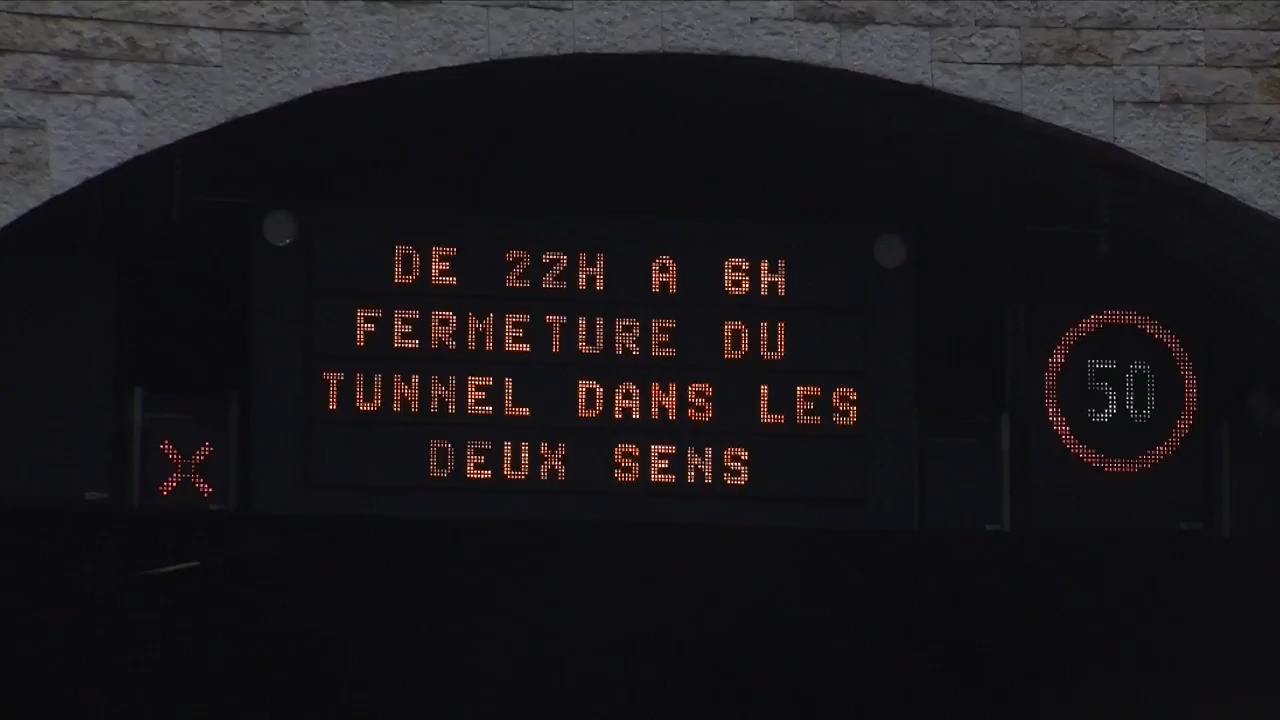 DE 22H A 6H
FERMETURE DU
TUNNEL DANS LES
DEUX SENS
50